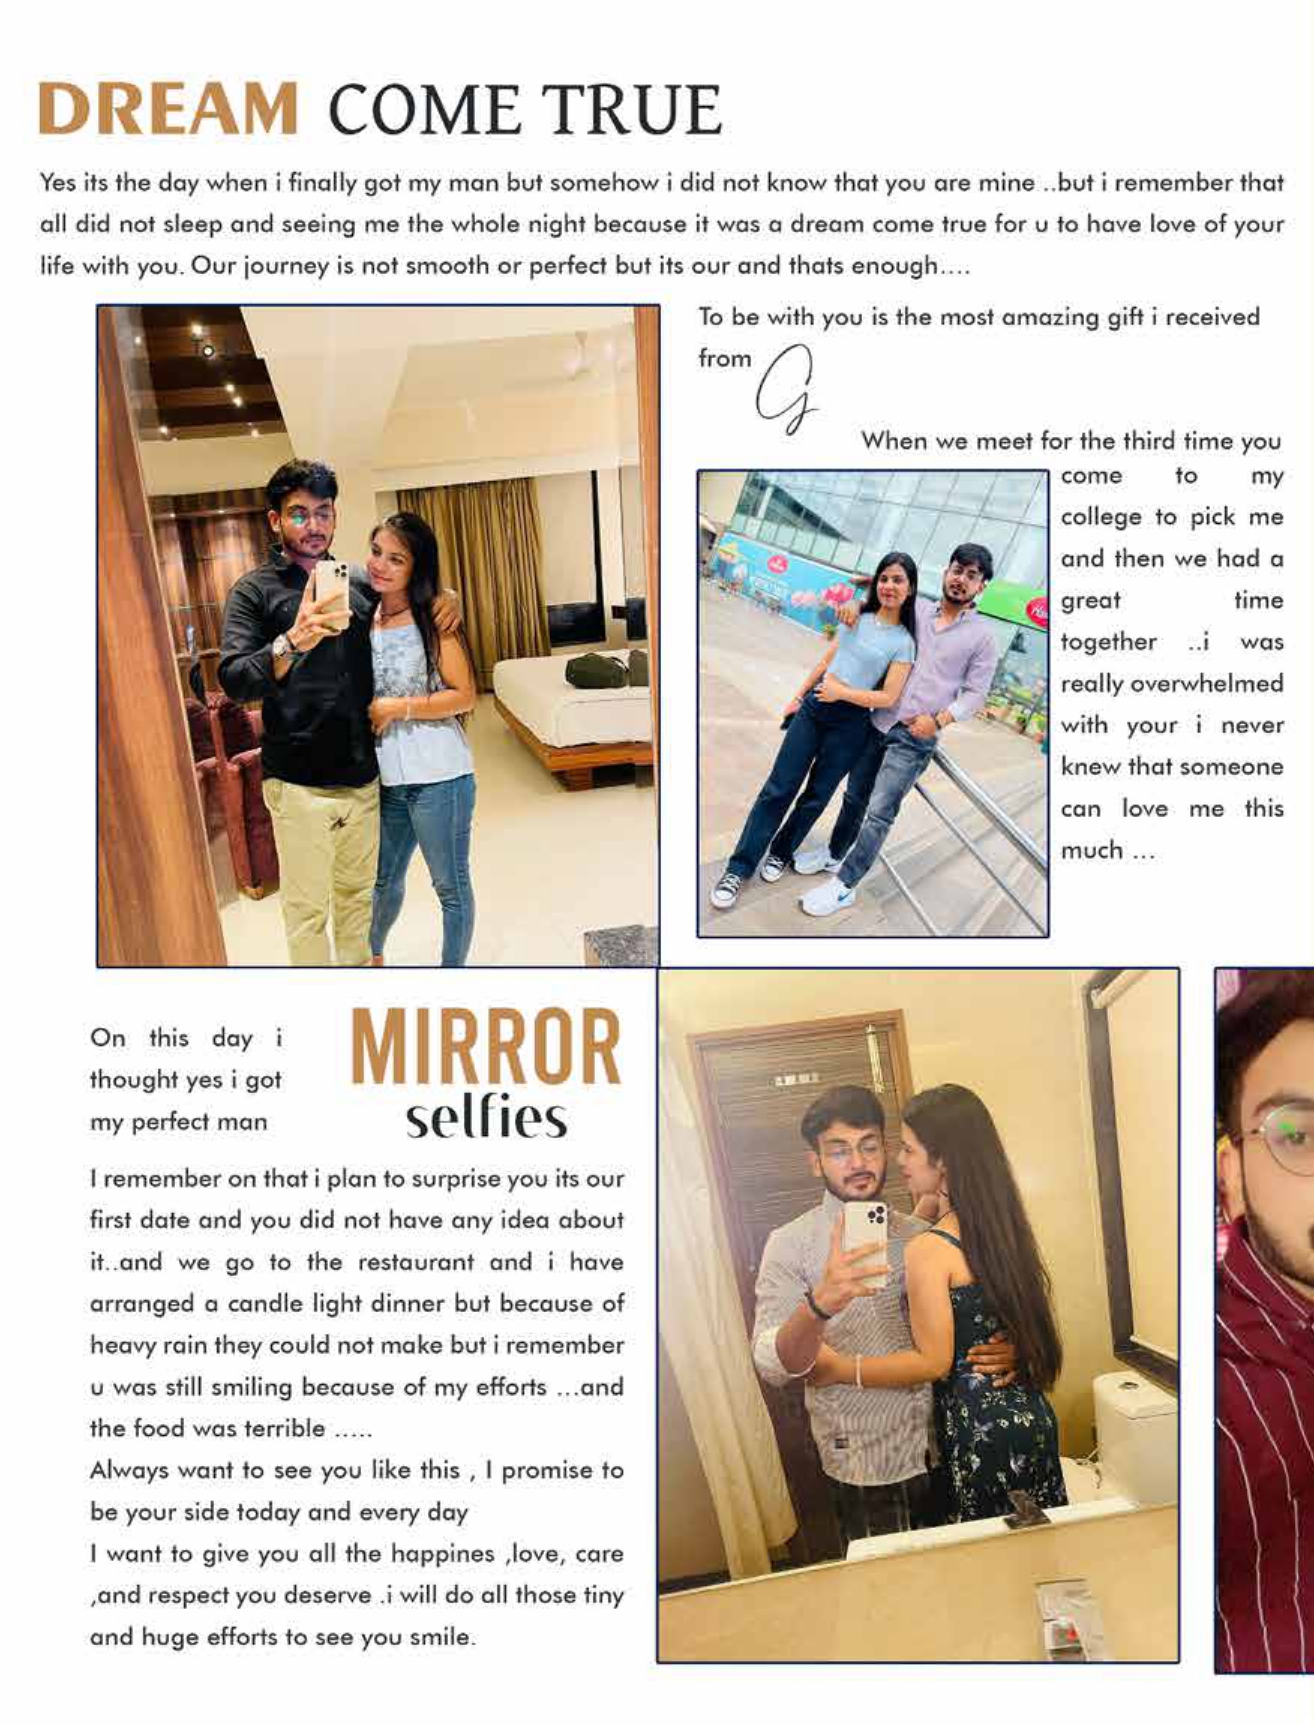 DREAM COME TRUE
Yes its the day when i finally got my man but somehow i did not know that you are mine ..but i remember that
all did not sleep and seeing me the whole night because it was a dream come true for u to have love of your
life with you. Our journey is not smooth or perfect but its our and thats enough....
To be with you is the most amazing gift i received
from G
When we meet for the third time you
come to my
college to pick me
and then we had a
great time
together ..i was
really overwhelmed
with your i never
knew that someone
can love me this
much ...
On this day i
thought yes i got
my perfect man
MIRROR
selfies
I remember on that i plan to surprise you its our
first date and you did not have any idea about
it..and we go to the restaurant and i have
arranged a candle light dinner but because of
heavy rain they could not make but i remember
u was still smiling because of my efforts ...and
the food was terrible .....
Always want to see you like this , I promise to
be your side today and every day
I want to give you all the happines ,love, care
,and respect you deserve .i will do all those tiny
and huge efforts to see you smile.